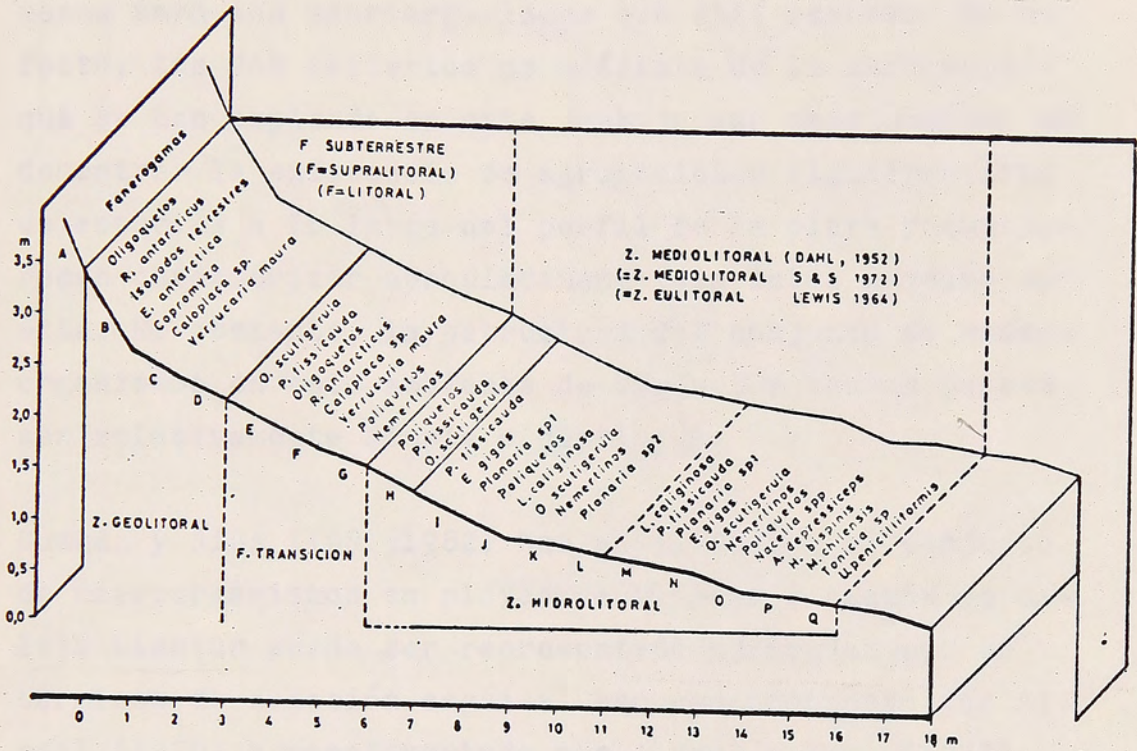 F SUBTERRESTRE
(F=SUPRALITORAL)
(F=LITORAL)
Z. MEDIOLITORAL (DAHL, 1952)
(=Z. MEDIOLITORAL S & S 1972)
(=Z. EULITORAL LEWIS 1964)
Fanerogamas
Oligoquetos
R. antarcticus
Isopodos terrestres
E. antarctica
Copromyza
Caloplaca sp.
Verrucaria maura
O. scutigerula
P. fissicauda
Oligoquetos
R. antarcticus
Caloplaca sp.
Verrucaria maura
Poliquetos
Nemertinos
Poliquetos
P. fissicauda
O. scutigerula
P. fissicauda
E. gigas
Planaria sp1
Poliquetos
L. caliginosa
O scutigerula
Nemertinos
Planaria sp2
L. caliginosa
P. fissicauda
Planaria sp2
E. gigas
O. scutigerula
Nemertinos
Poliquetos
Nacella spp
A. depressiceps
H. bispinis
M. chilensis
Tonicia sp.
U. penicilliformis
m
3,5
3,0
2,5
2,0
1,5
1,0
0,5
0,0
A
B
C
D
E
F
G
H
I
J
K
L
M
N
O
P
Q
Z. GEOLITORAL
F. TRANSICION
Z. HIDROLITORAL
0 1 2 3 4 5 6 7 8 9 10 11 12 13 14 15 16 17 18 m